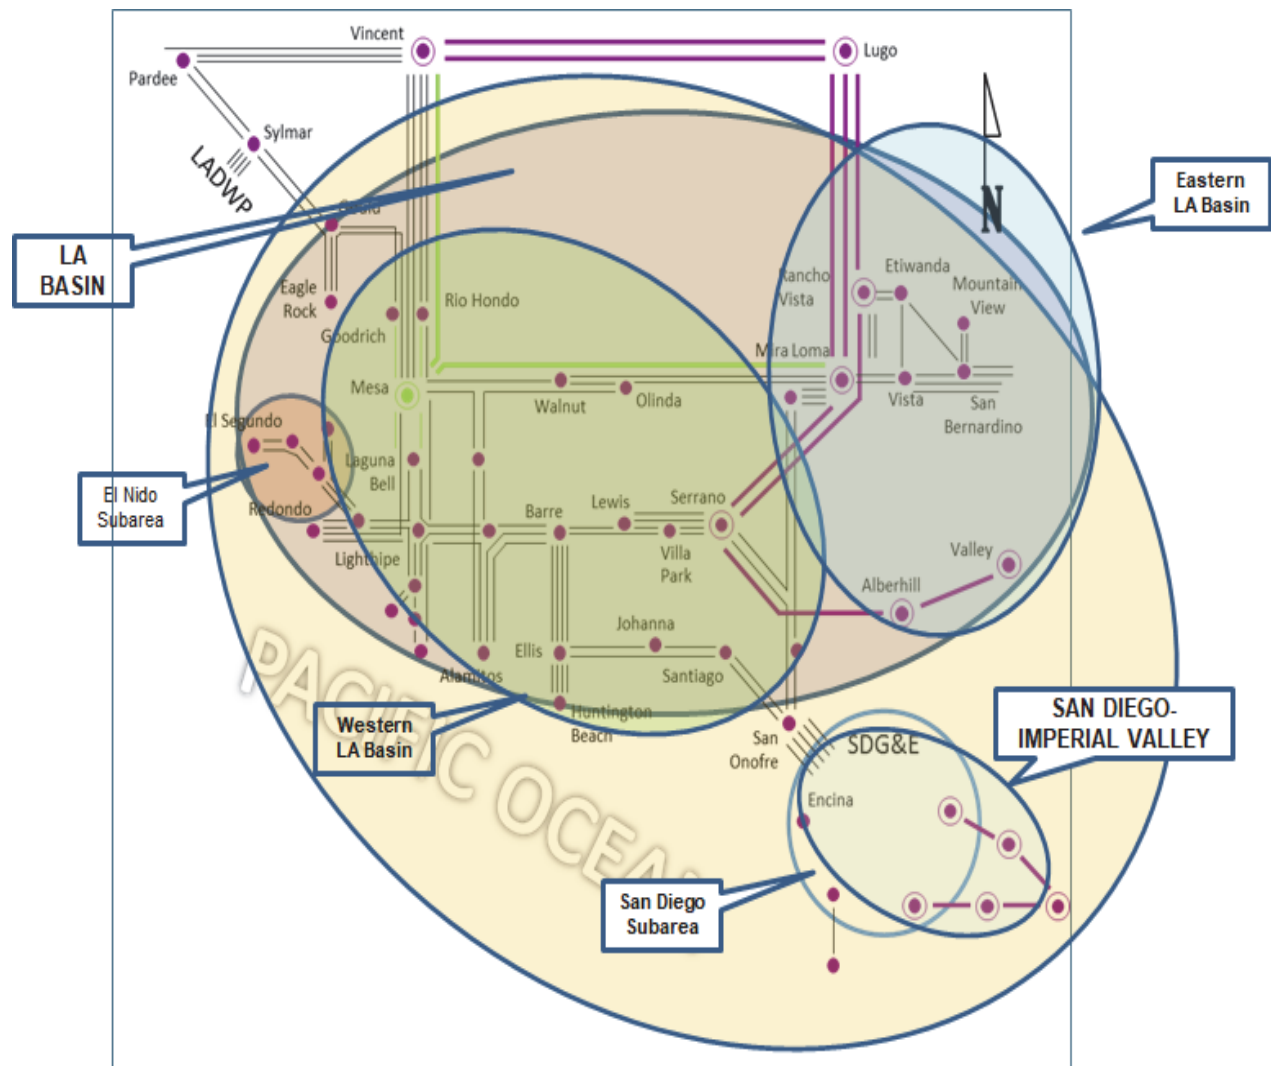 Vincent
Lugo
Pardee
Sylmar
LADWP
Eastern
LA Basin
N
LA
BASIN
Eagle
Rock
Rio Hondo
Goodrich
Rancho
Vista
Etiwanda
Mountain
View
Mira Loma
Mesa
Walnut
Olinda
Vista
San
Bernardino
El Segundo
Laguna
Bell
El Nido
Subarea
Redondo
Lighthipe
Barre
Lewis
Serrano
Villa
Park
Valley
Alberhill
Johanna
Ellis
Santiago
Alamitos
PACIFIC OCEAN
Western
LA Basin
Huntington
Beach
San
Onofre
SDG&E
SAN DIEGO-
IMPERIAL VALLEY
Encina
San Diego
Subarea